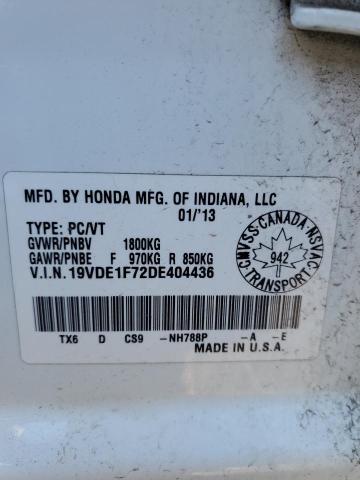 MFD. BY HONDA MFG. OF INDIANA, LLC
01/'13
TYPE: PC/VT
GVWR/PNBV 1800KG
GAWR/PNBE F 970KG R 850KG
V.I.N. 19VDE1F72DE404436
CMVSS-CANADA-NSVAC
942
TRANSPORT
TX6 D CS9 -NH788P -A -E
MADE IN U.S.A.